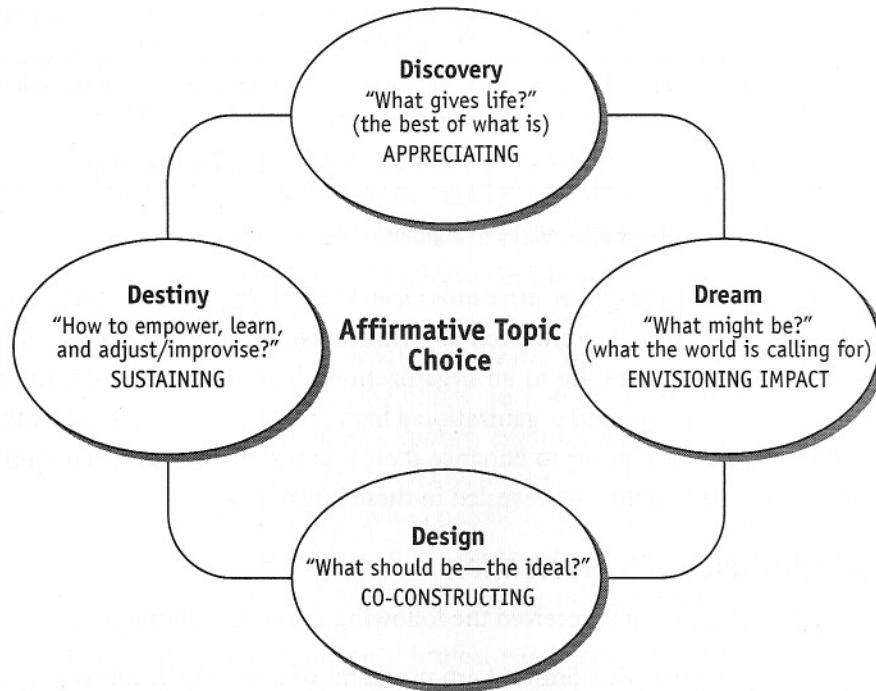 Discovery
“What gives life?”
(the best of what is)
APPRECIATING
Destiny
“How to empower, learn,
and adjust/improvise?”
SUSTAINING
Affirmative Topic
Choice
Dream
“What might be?”
(what the world is calling for)
ENVISIONING IMPACT
Design
“What should be—the ideal?”
CO-CONSTRUCTING